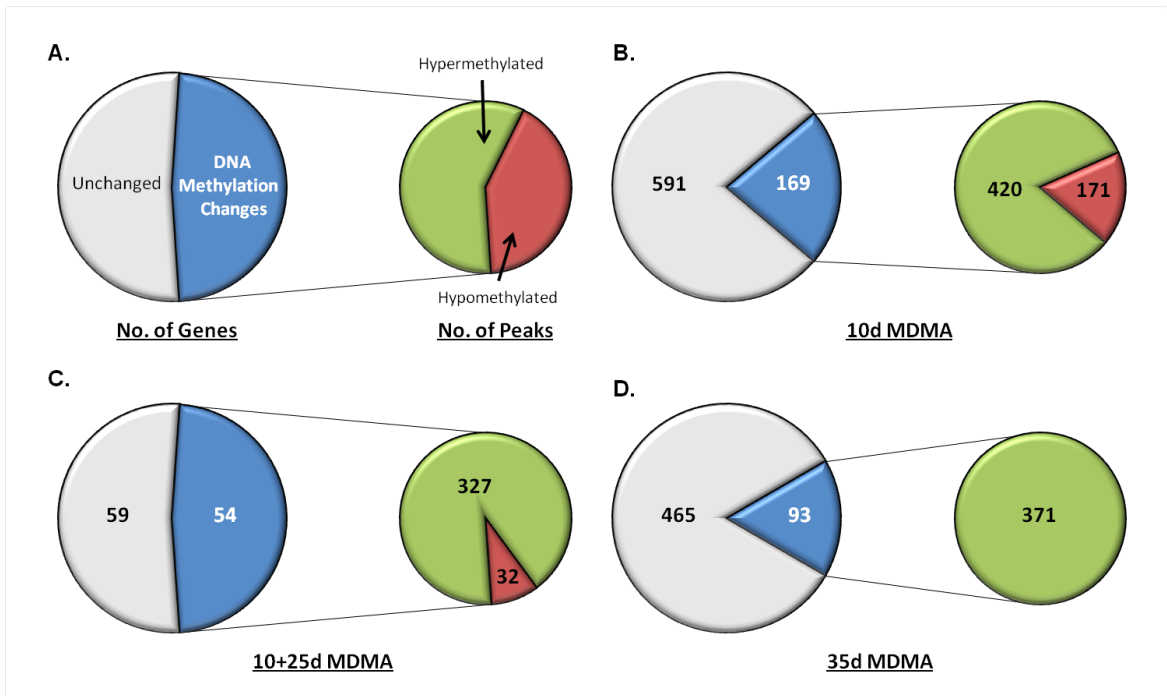 A.
Hypermethylated
Unchanged
DNA
Methylation
Changes
Hypomethylated
No. of Genes
No. of Peaks
B.
591
169
420
171
10d MDMA
C.
59
54
327
32
10+25d MDMA
D.
465
93
371
35d MDMA